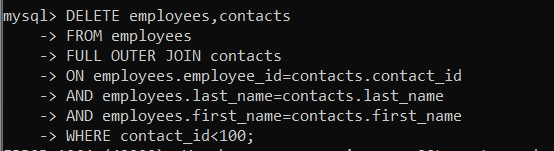 mysql> DELETE employees,contacts
-> FROM employees
-> FULL OUTER JOIN contacts
-> ON employees.employee_id=contacts.contact_id
-> AND employees.last_name=contacts.last_name
-> AND employees.first_name=contacts.first_name
-> WHERE contact_id<100;